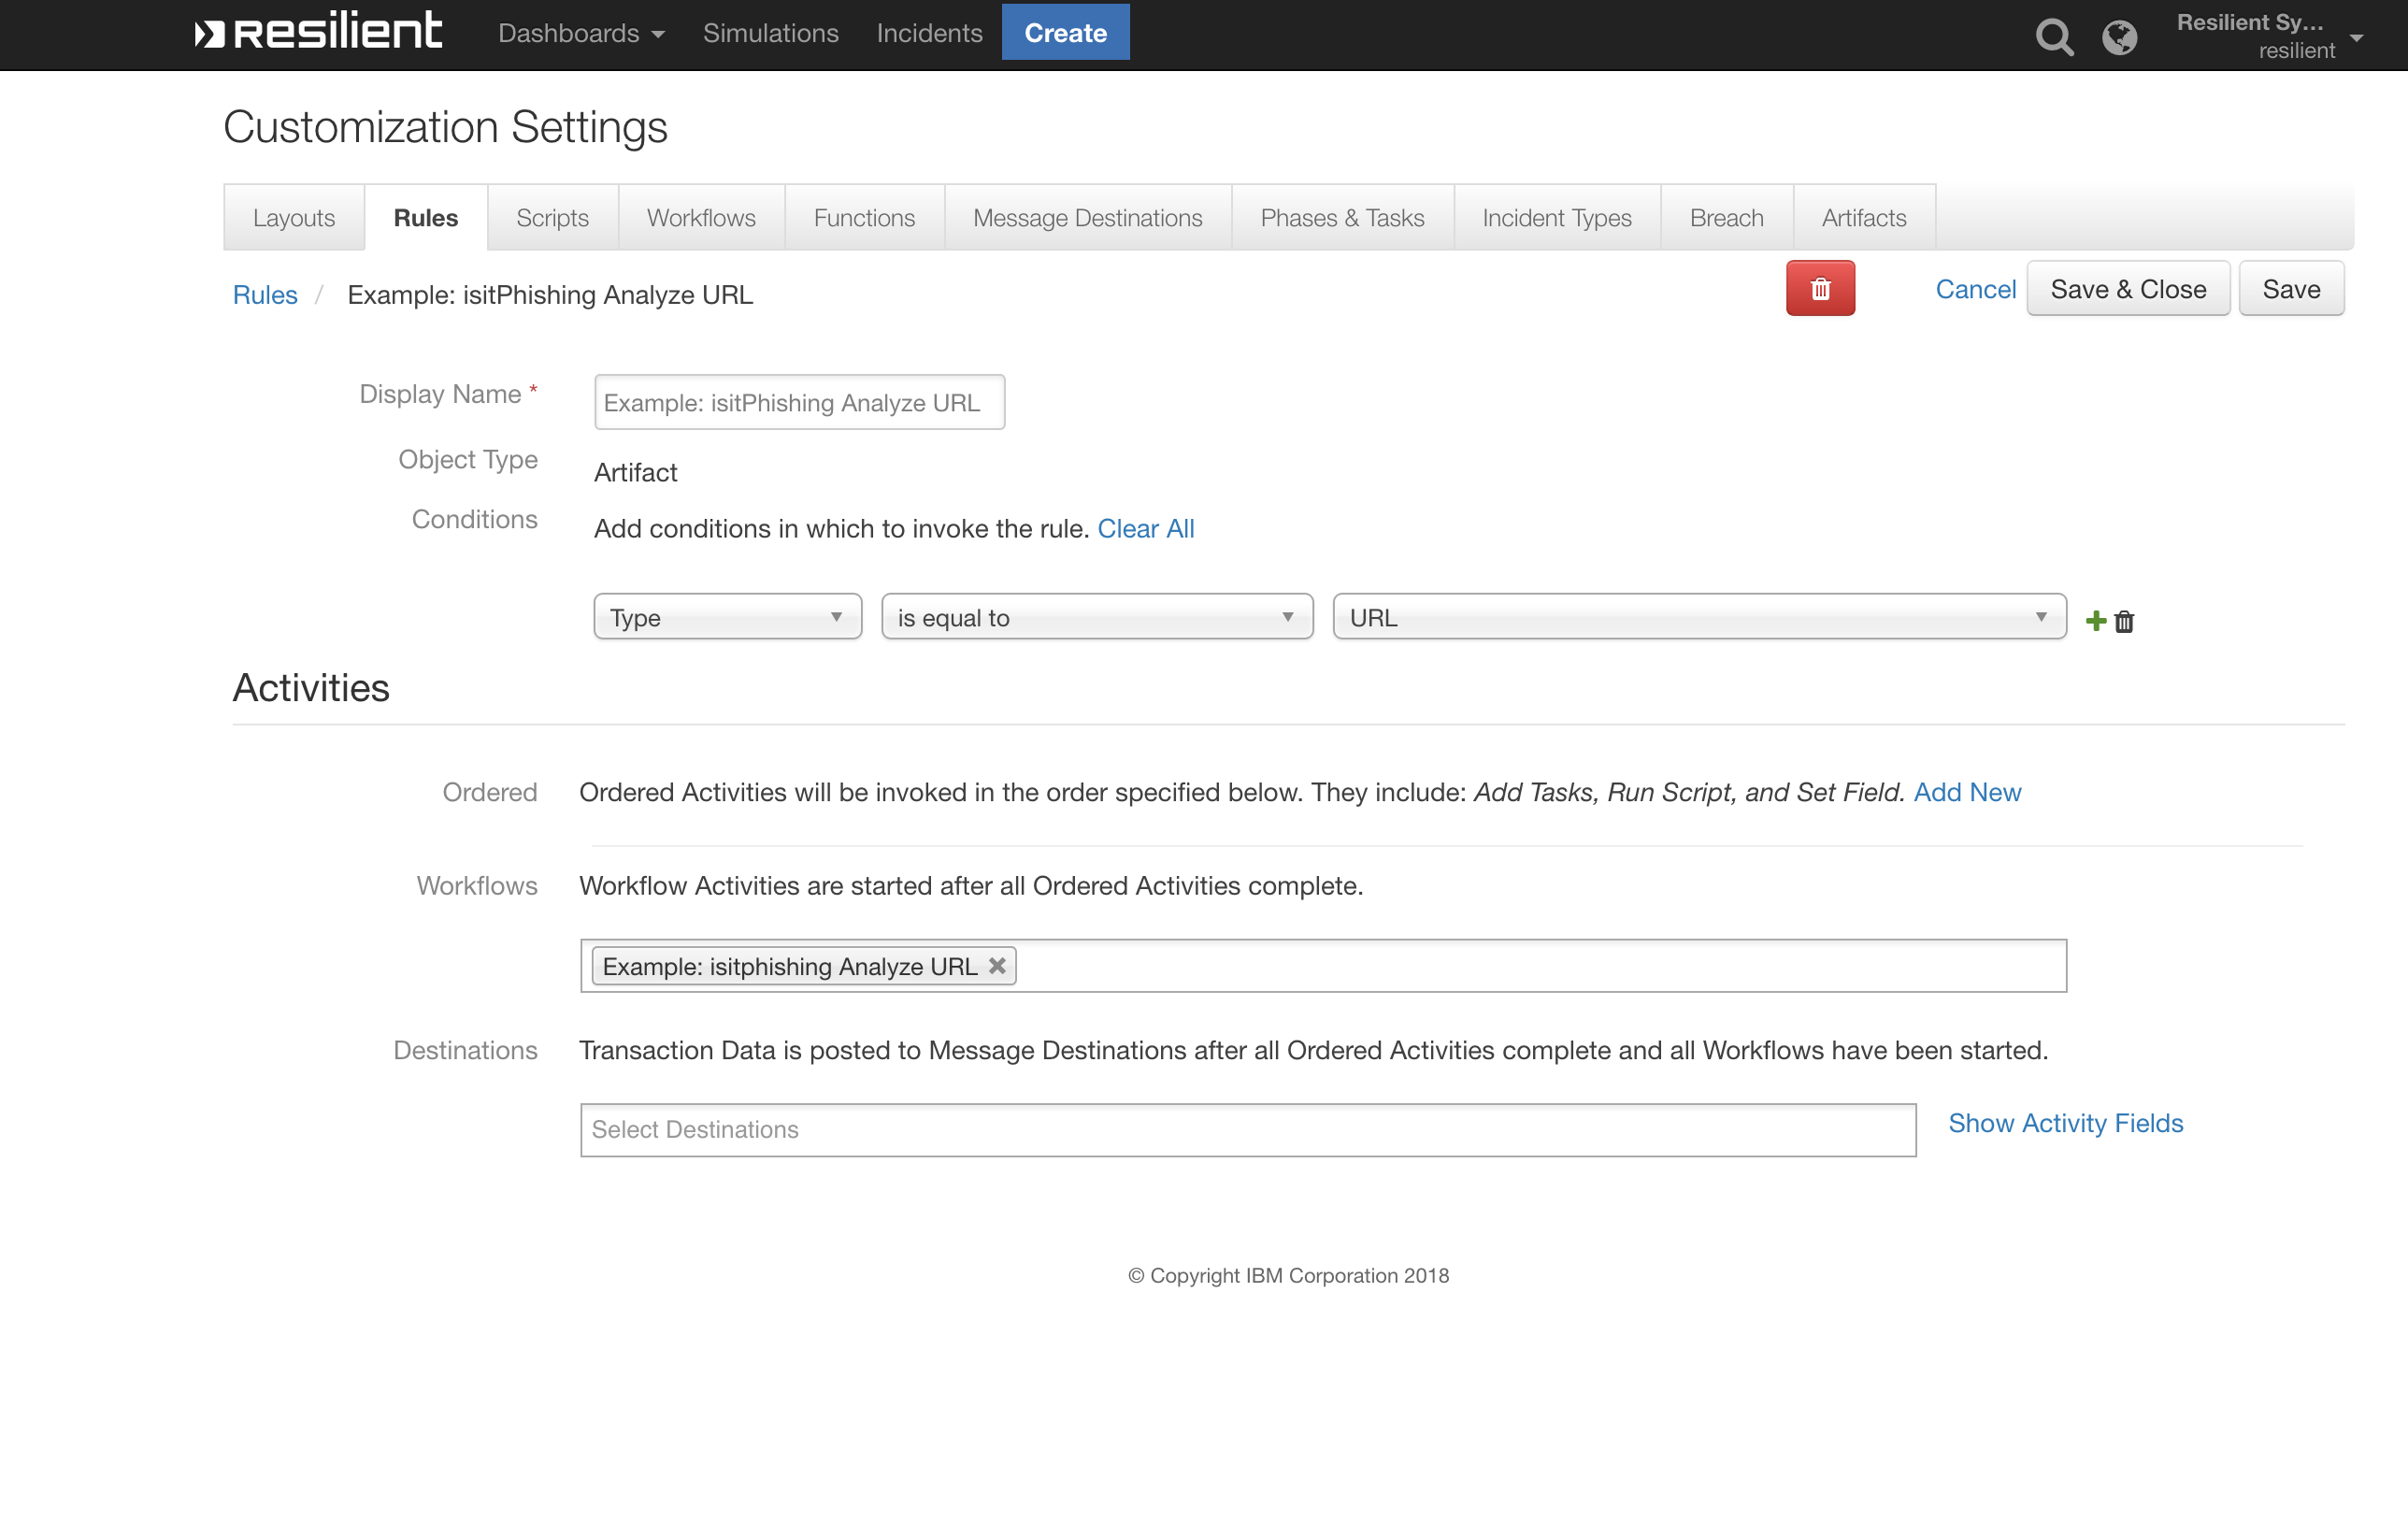 resilient Dashboards Simulations Incidents Create Resilient Sy...
resilient
Customization Settings
Layouts Rules Scripts Workflows Functions Message Destinations Phases & Tasks Incident Types Breach Artifacts
Rules / Example: isitPhishing Analyze URL Cancel Save & Close Save
Display Name * Example: isitPhishing Analyze URL
Object Type Artifact
Conditions Add conditions in which to invoke the rule. Clear All
Type is equal to URL
Activities
Ordered Ordered Activities will be invoked in the order specified below. They include: Add Tasks, Run Script, and Set Field. Add New
Workflows Workflow Activities are started after all Ordered Activities complete.
Example: isitphishing Analyze URL
Destinations Transaction Data is posted to Message Destinations after all Ordered Activities complete and all Workflows have been started.
Select Destinations Show Activity Fields
© Copyright IBM Corporation 2018